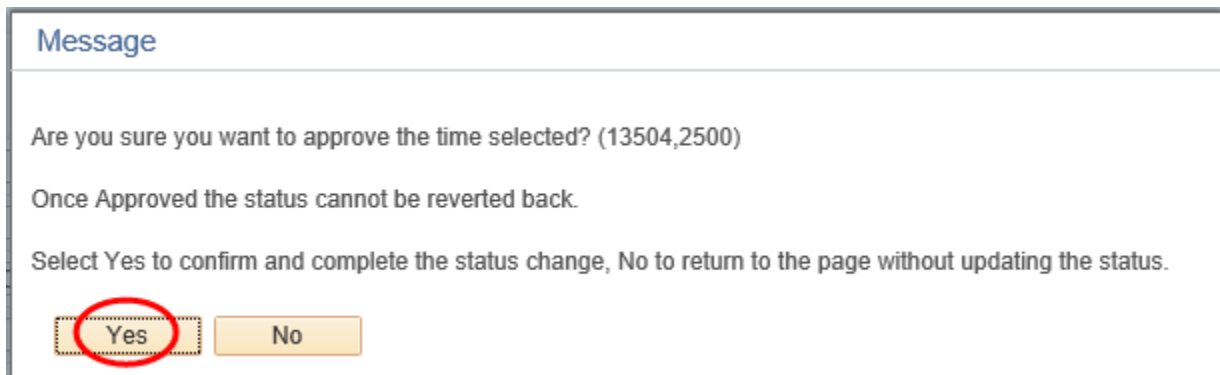 Message
Are you sure you want to approve the time selected? (13504,2500)
Once Approved the status cannot be reverted back.
Select Yes to confirm and complete the status change, No to return to the page without updating the status.
Yes No